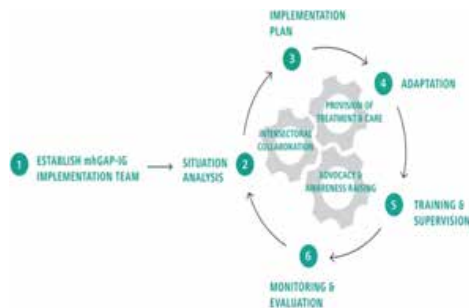 1
ESTABLISH mhGAP-IG
IMPLEMENTATION TEAM
SITUATION
ANALYSIS
2
IMPLEMENTATION
PLAN
3
4
ADAPTATION
5
TRAINING &
SUPERVISION
6
MONITORING &
EVALUATION
PROVISION OF
TREATMENT & CARE
INTERSECTORAL
COLLABORATION
ADVOCACY &
AWARENESS RAISING